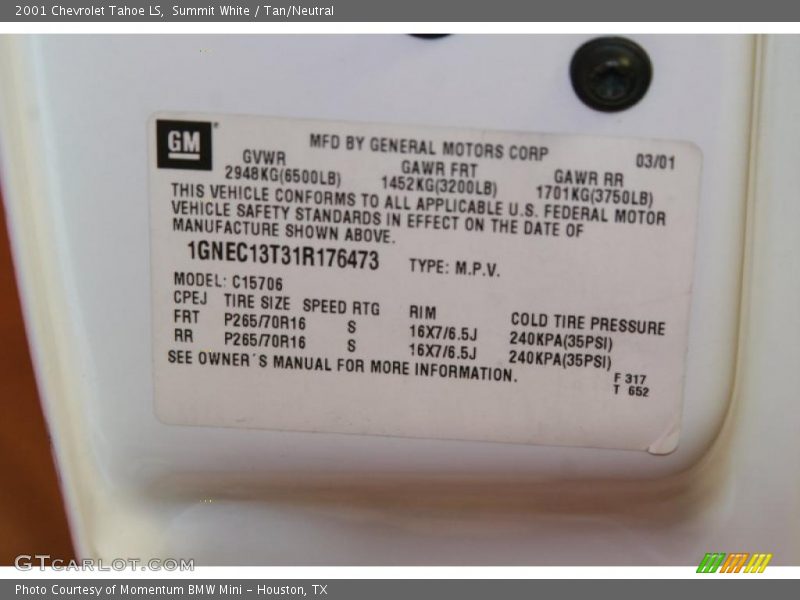 2001 Chevrolet Tahoe LS, Summit White / Tan/Neutral
GM
MFD BY GENERAL MOTORS CORP 03/01
GVWR GAWR FRT GAWR RR
2948KG(6500LB) 1452KG(3200LB) 1701KG(3750LB)
THIS VEHICLE CONFORMS TO ALL APPLICABLE U.S. FEDERAL MOTOR
VEHICLE SAFETY STANDARDS IN EFFECT ON THE DATE OF
MANUFACTURE SHOWN ABOVE.
1GNEC13T31R176473 TYPE: M.P.V.
MODEL: C15706
CPEJ TIRE SIZE SPEED RTG RIM COLD TIRE PRESSURE
FRT P265/70R16 S 16X7/6.5J 240KPA(35PSI)
RR P265/70R16 S 16X7/6.5J 240KPA(35PSI)
SEE OWNER´S MANUAL FOR MORE INFORMATION.
F 317
T 652
GTCARLOT.COM
Photo Courtesy of Momentum BMW Mini - Houston, TX